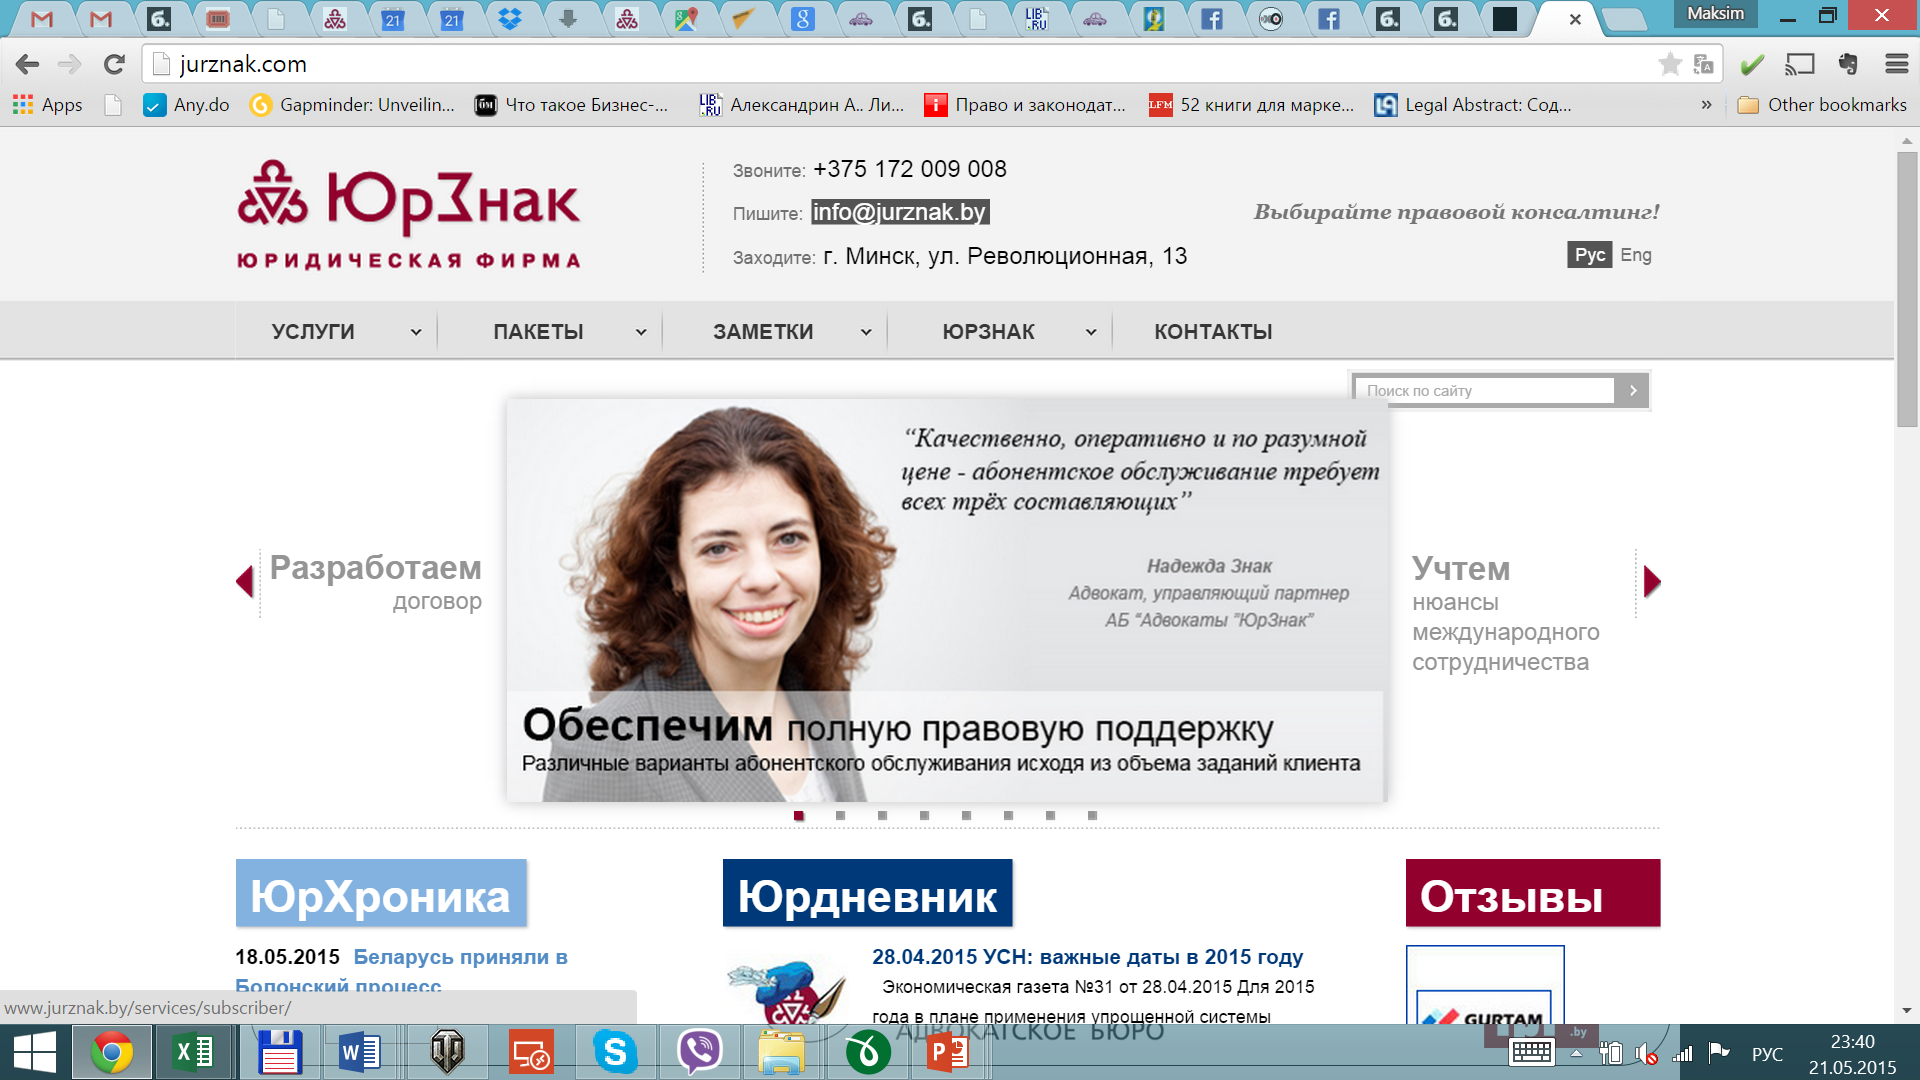 Maksim
jurznak.com
Apps
Any.do
Gapminder: Unveilin...
Что такое Бизнес-...
Александрин А.. Ли...
Право и законодат...
52 книги для марке...
Legal Abstract: Сод...
»
Other bookmarks
ЮрЗнак
ЮРИДИЧЕСКАЯ ФИРМА
Звоните: +375 172 009 008
Пишите: info@jurznak.by
Заходите: г. Минск, ул. Революционная, 13
Выбирайте правовой консалтинг!
Рус Eng
УСЛУГИ
ПАКЕТЫ
ЗАМЕТКИ
ЮРЗНАК
КОНТАКТЫ
Поиск по сайту
Разработаем
договор
“Качественно, оперативно и по разумной
цене - абонентское обслуживание требует
всех трёх составляющих”
Надежда Знак
Адвокат, управляющий партнер
АБ “Адвокаты ”ЮрЗнак”
Обеспечим полную правовую поддержку
Различные варианты абонентского обслуживания исходя из объема заданий клиента
Учтем
нюансы
международного
сотрудничества
ЮрХроника
18.05.2015 Беларусь приняли в
Болонский процесс
Юрдневник
28.04.2015 УСН: важные даты в 2015 году
Экономическая газета №31 от 28.04.2015 Для 2015
года в плане применения упрощенной системы
Отзывы
GURTAM
www.jurznak.by/services/subscriber/
АДВОКАТСКОЕ БЮРО
.by
РУС
23:40
21.05.2015